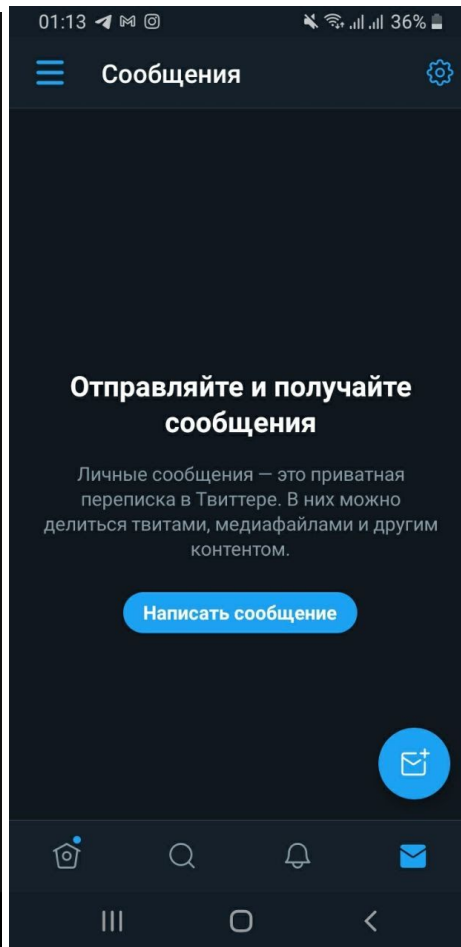 01:13 36%
Сообщения
Отправляйте и получайте
сообщения
Личные сообщения — это приватная
переписка в Твиттере. В них можно
делиться твитами, медиафайлами и другим
контентом.
Написать сообщение